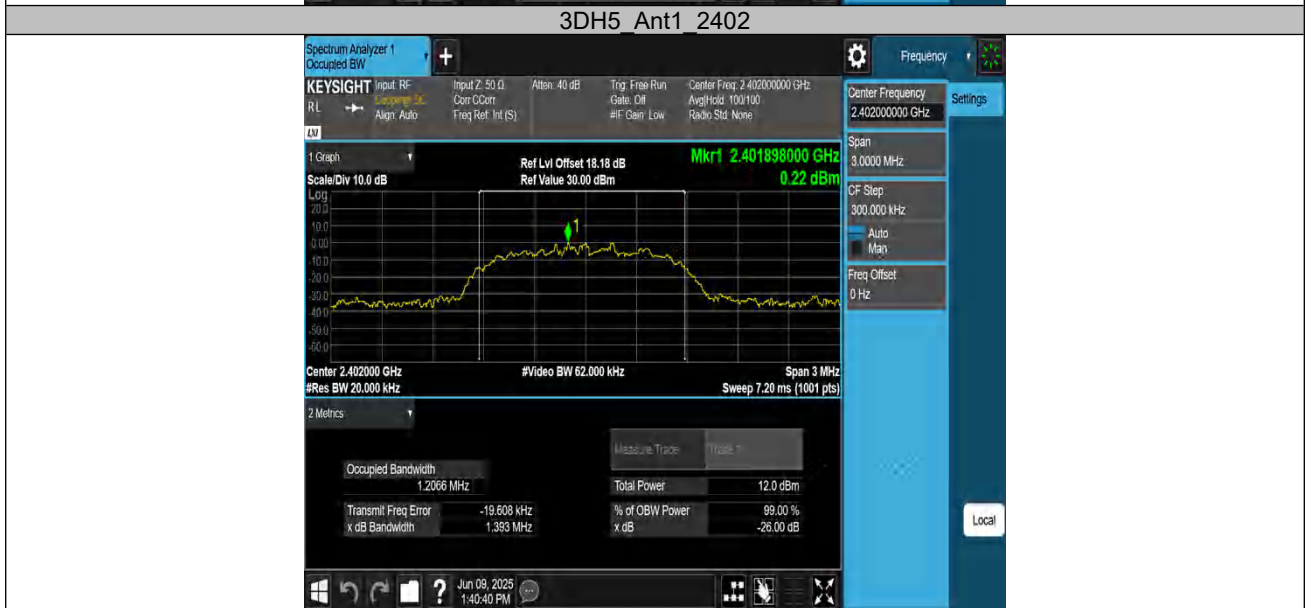 3DH5_Ant1_2402
Spectrum Analyzer 1
Occupied BW
+
Frequency
KEYSIGHT Input: RF Input Z: 50 Ω Atten: 40 dB Trig: Free Run Center Freq: 2.402000000 GHz
RL Coupling: DC Corr CCorr Gate: Off Avg|Hold: 100/100
Align: Auto Freq Ref: Int (S) #IF Gain: Low Radio Std: None
LXI
Center Frequency
2.402000000 GHz
Settings
Span
3.0000 MHz
CF Step
300.000 kHz
Auto
Man
Freq Offset
0 Hz
Local
1 Graph
Ref Lvl Offset 18.18 dB
Mkr1 2.401898000 GHz
Scale/Div 10.0 dB
Ref Value 30.00 dBm
0.22 dBm
Log
20.0
10.0
0.00
-10.0
-20.0
-30.0
-40.0
-50.0
-60.0
1
Center 2.402000 GHz #Video BW 62.000 kHz Span 3 MHz
#Res BW 20.000 kHz Sweep 7.20 ms (1001 pts)
2 Metrics
Measure Trace Trace 1
Occupied Bandwidth
1.2066 MHz
Total Power 12.0 dBm
Transmit Freq Error -19.608 kHz % of OBW Power 99.00 %
x dB Bandwidth 1.393 MHz x dB -26.00 dB
? Jun 09, 2025
1:40:40 PM